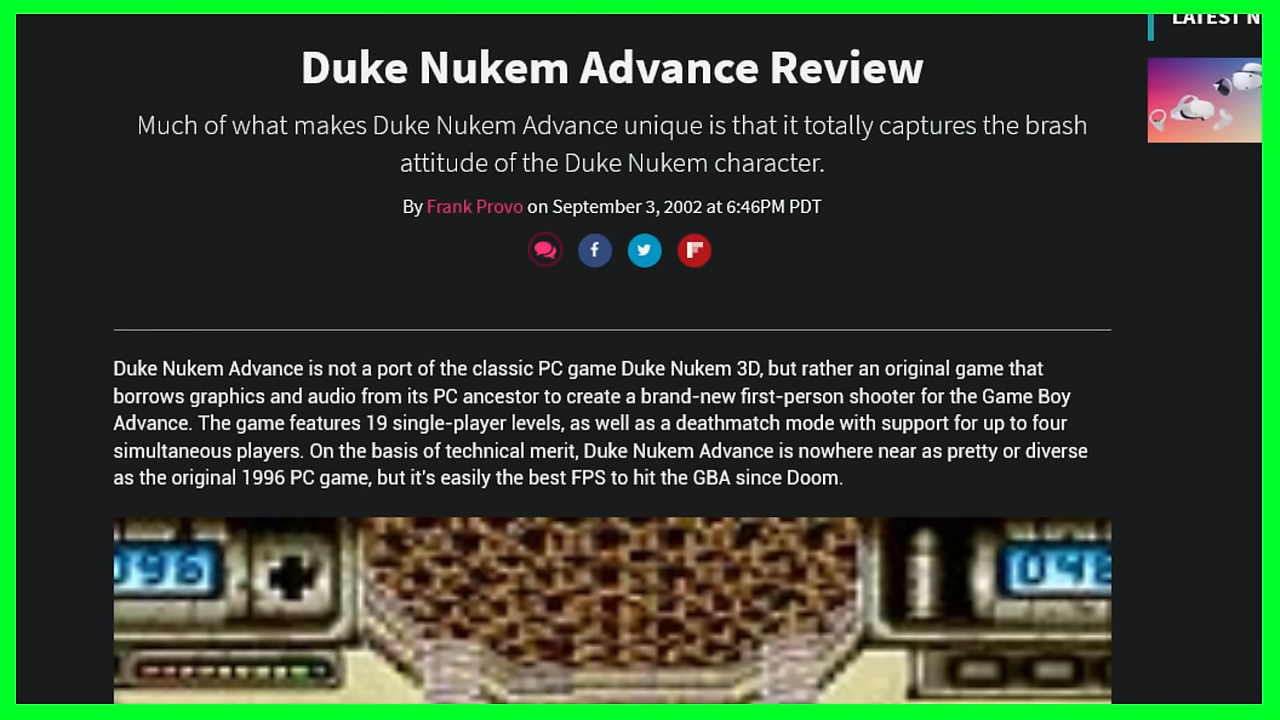 LATEST N
Duke Nukem Advance Review
Much of what makes Duke Nukem Advance unique is that it totally captures the brash
attitude of the Duke Nukem character.
By Frank Provo on September 3, 2002 at 6:46PM PDT
Duke Nukem Advance is not a port of the classic PC game Duke Nukem 3D, but rather an original game that
borrows graphics and audio from its PC ancestor to create a brand-new first-person shooter for the Game Boy
Advance. The game features 19 single-player levels, as well as a deathmatch mode with support for up to four
simultaneous players. On the basis of technical merit, Duke Nukem Advance is nowhere near as pretty or diverse
as the original 1996 PC game, but it's easily the best FPS to hit the GBA since Doom.
096
042